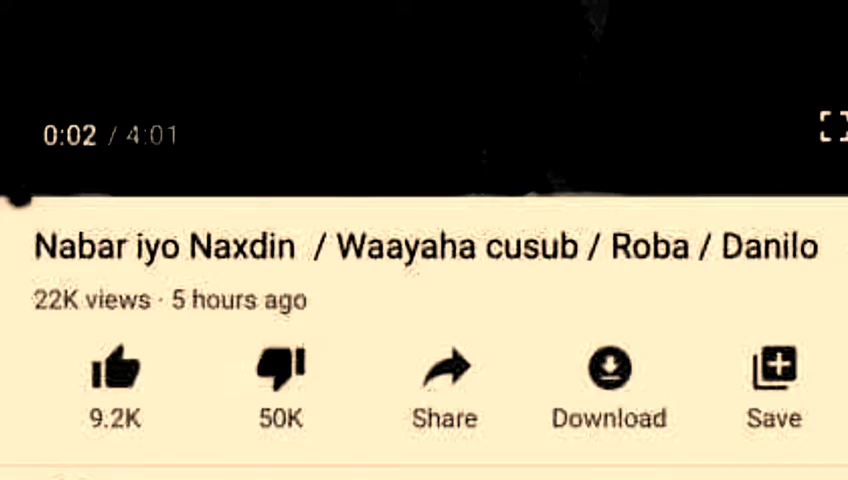 0:02 / 4:01
Nabar iyo Naxdin / Waayaha cusub / Roba / Danilo
22K views · 5 hours ago
9.2K 50K Share Download Save